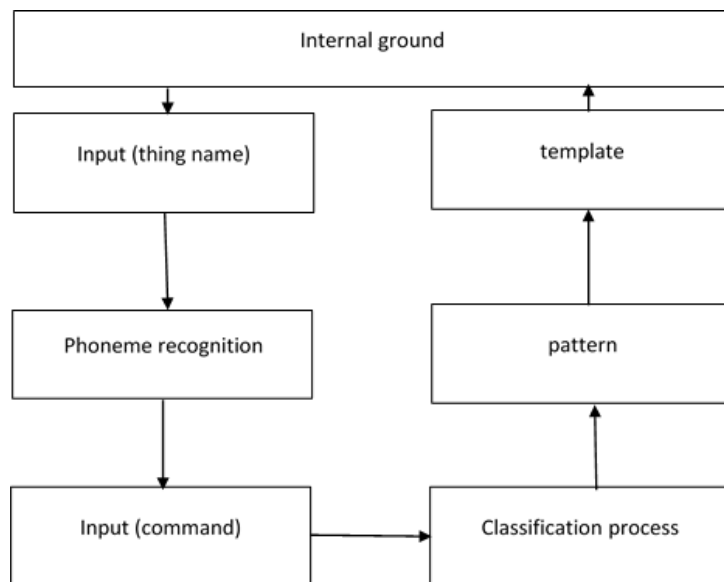 Internal ground
Input (thing name)
template
Phoneme recognition
pattern
Input (command)
Classification process